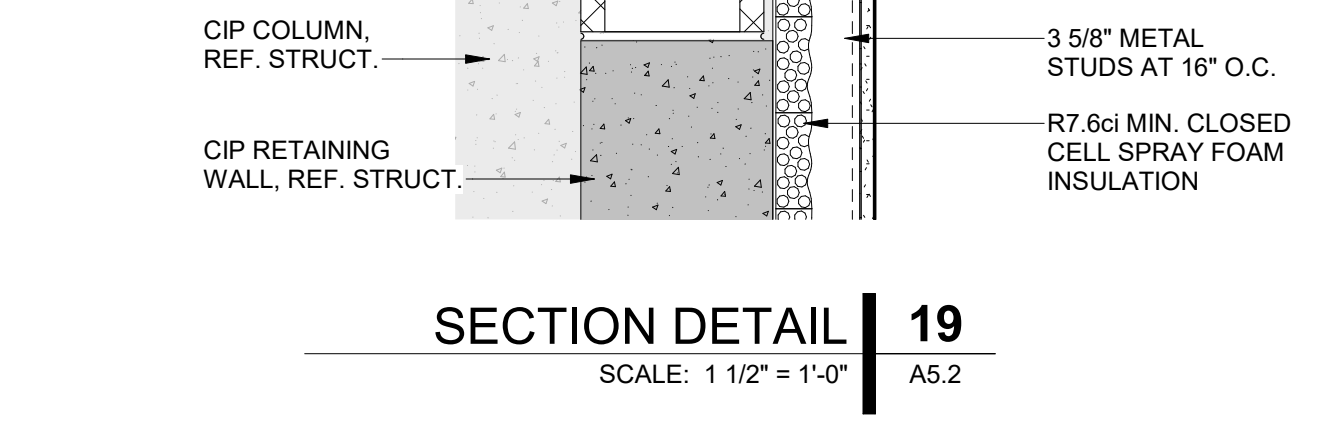 CIP COLUMN,
REF. STRUCT.
CIP RETAINING
WALL, REF. STRUCT.
3 5/8" METAL
STUDS AT 16" O.C.
R7.6ci MIN. CLOSED
CELL SPRAY FOAM
INSULATION
SECTION DETAIL 19
SCALE: 1 1/2" = 1'-0" A5.2